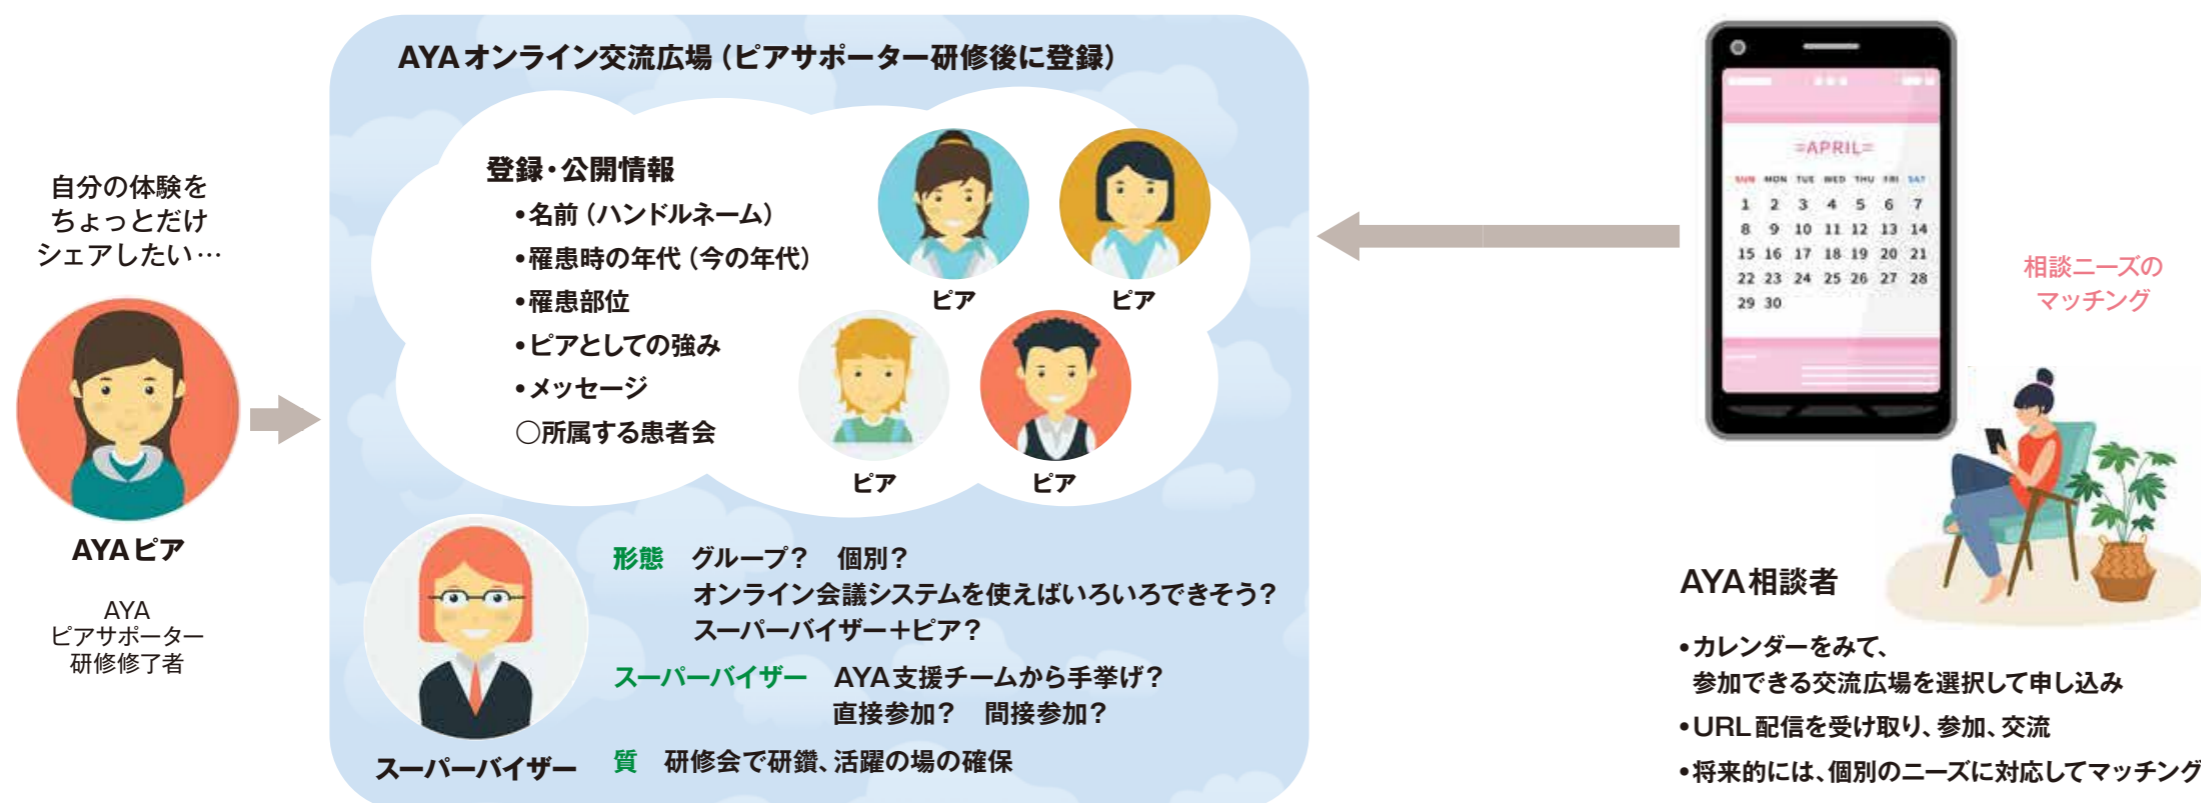 AYAオンライン交流広場（ピアサポーター研修後に登録）
自分の体験を
ちょっとだけ
シェアしたい…
AYAピア
AYA
ピアサポーター
研修修了者
登録・公開情報
•名前（ハンドルネーム）
•罹患時の年代（今の年代）
•罹患部位
•ピアとしての強み
•メッセージ
○所属する患者会
ピア
ピア
ピア
ピア
スーパーバイザー
形態　グループ？　個別？
オンライン会議システムを使えばいろいろできそう？
スーパーバイザー＋ピア？
スーパーバイザー　AYA支援チームから手挙げ？
直接参加？　間接参加？
質　研修会で研鑽、活躍の場の確保
=APRIL=
SUN MON TUE WED THU FRI SAT
1 2 3 4 5 6 7
8 9 10 11 12 13 14
15 16 17 18 19 20 21
22 23 24 25 26 27 28
29 30
相談ニーズの
マッチング
AYA相談者
•カレンダーをみて、
参加できる交流広場を選択して申し込み
•URL配信を受け取り、参加、交流
•将来的には、個別のニーズに対応してマッチング